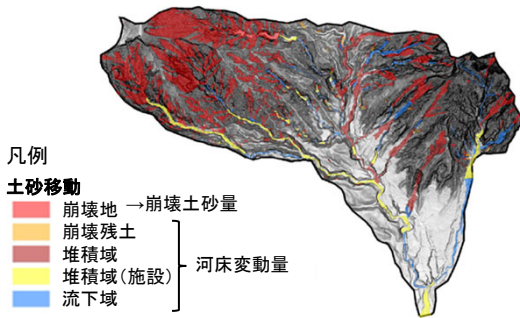 凡例
土砂移動
崩壊地 →崩壊土砂量
崩壊残土
堆積域
堆積域(施設)
流下域
河床変動量